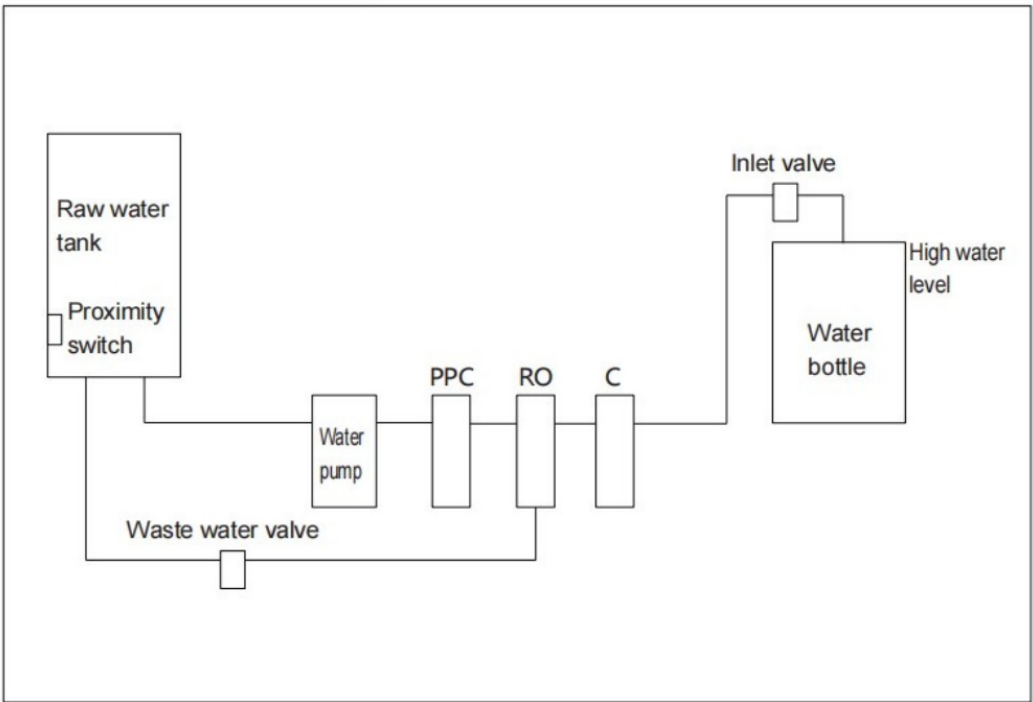 Inlet valve
Raw water
tank
High water
level
Proximity
switch
Water
bottle
PPC
RO
C
Water
pump
Waste water valve